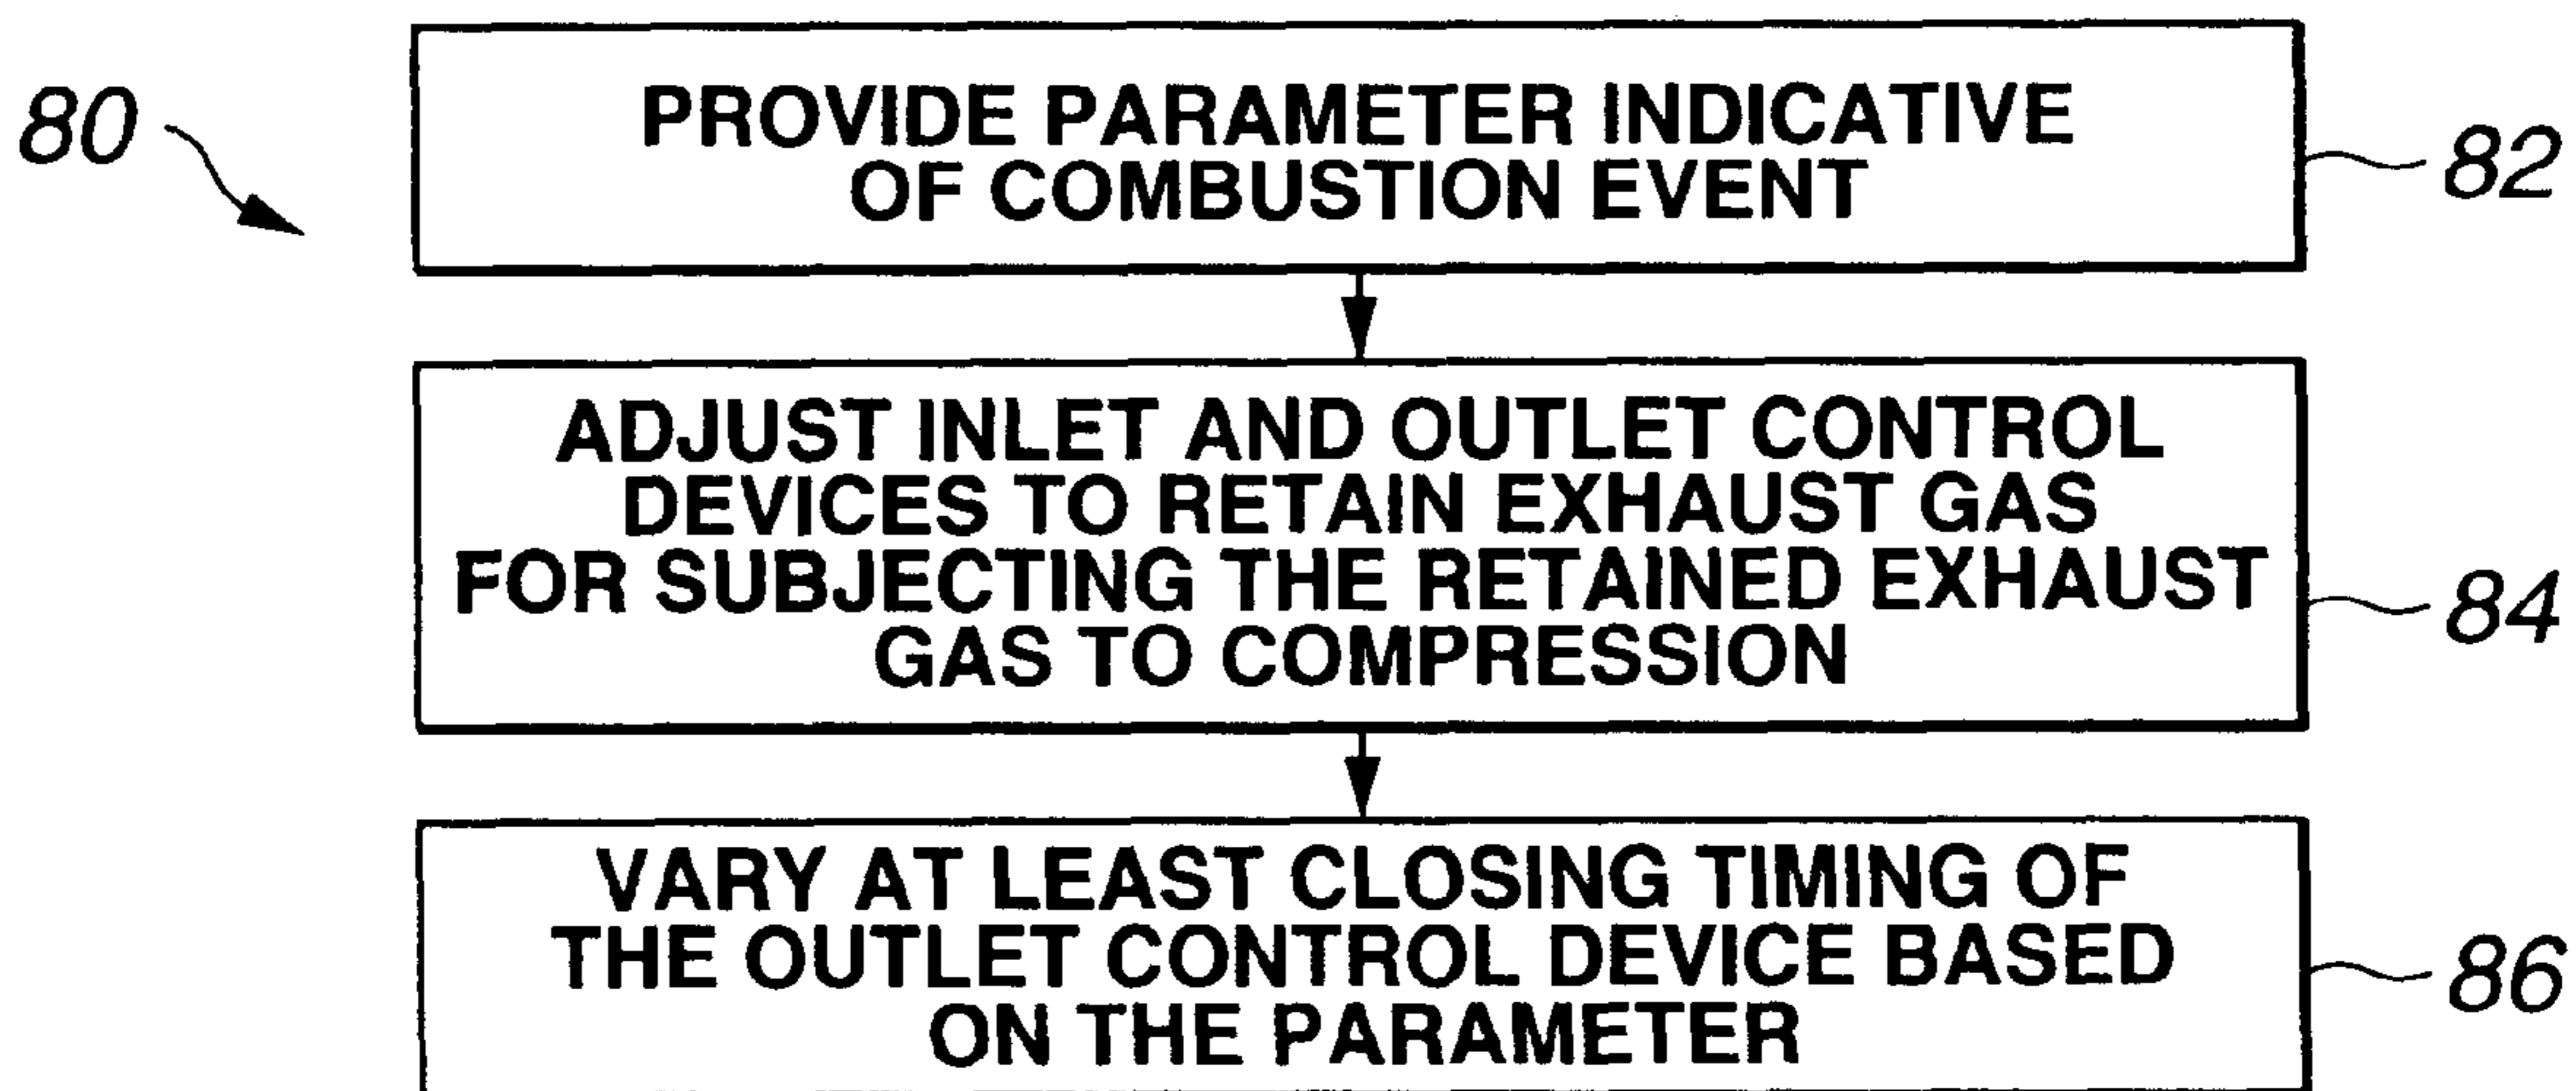 80
PROVIDE PARAMETER INDICATIVE
OF COMBUSTION EVENT
82
ADJUST INLET AND OUTLET CONTROL
DEVICES TO RETAIN EXHAUST GAS
FOR SUBJECTING THE RETAINED EXHAUST
GAS TO COMPRESSION
84
VARY AT LEAST CLOSING TIMING OF
THE OUTLET CONTROL DEVICE BASED
ON THE PARAMETER
86